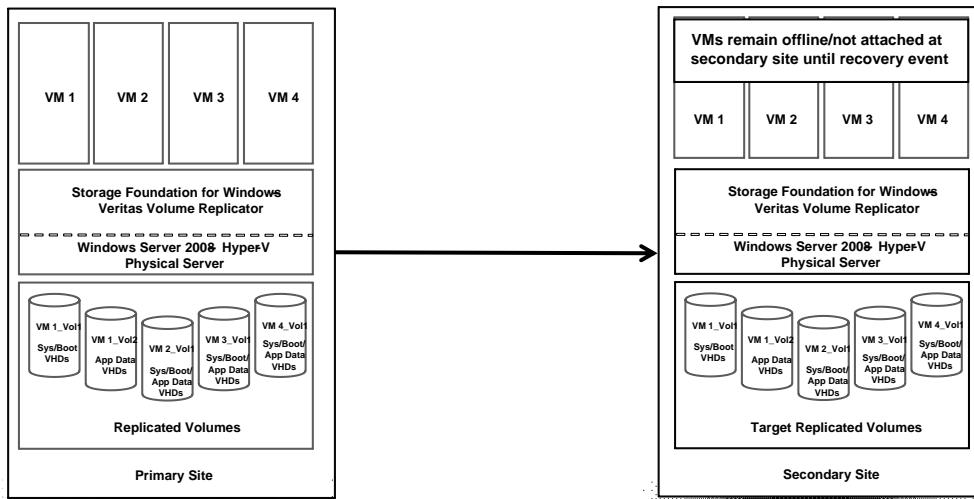 VM 1
VM 2
VM 3
VM 4
Storage Foundation for Windows
Veritas Volume Replicator
Windows Server 2008- Hyper-V
Physical Server
VM 1_Vol1
Sys/Boot
VHDs
VM 1_Vol2
App Data
VHDs
VM 2_Vol1
Sys/Boot/
App Data
VHDs
VM 3_Vol1
Sys/Boot/
App Data
VHDs
VM 4_Vol1
Sys/Boot/
App Data
VHDs
Replicated Volumes
Primary Site
VMs remain offline/not attached at
secondary site until recovery event
VM 1
VM 2
VM 3
VM 4
Storage Foundation for Windows
Veritas Volume Replicator
Windows Server 2008- Hyper-V
Physical Server
VM 1_Vol1
Sys/Boot
VHDs
VM 1_Vol2
App Data
VHDs
VM 2_Vol1
Sys/Boot/
App Data
VHDs
VM 3_Vol1
Sys/Boot/
App Data
VHDs
VM 4_Vol1
Sys/Boot/
App Data
VHDs
Target Replicated Volumes
Secondary Site